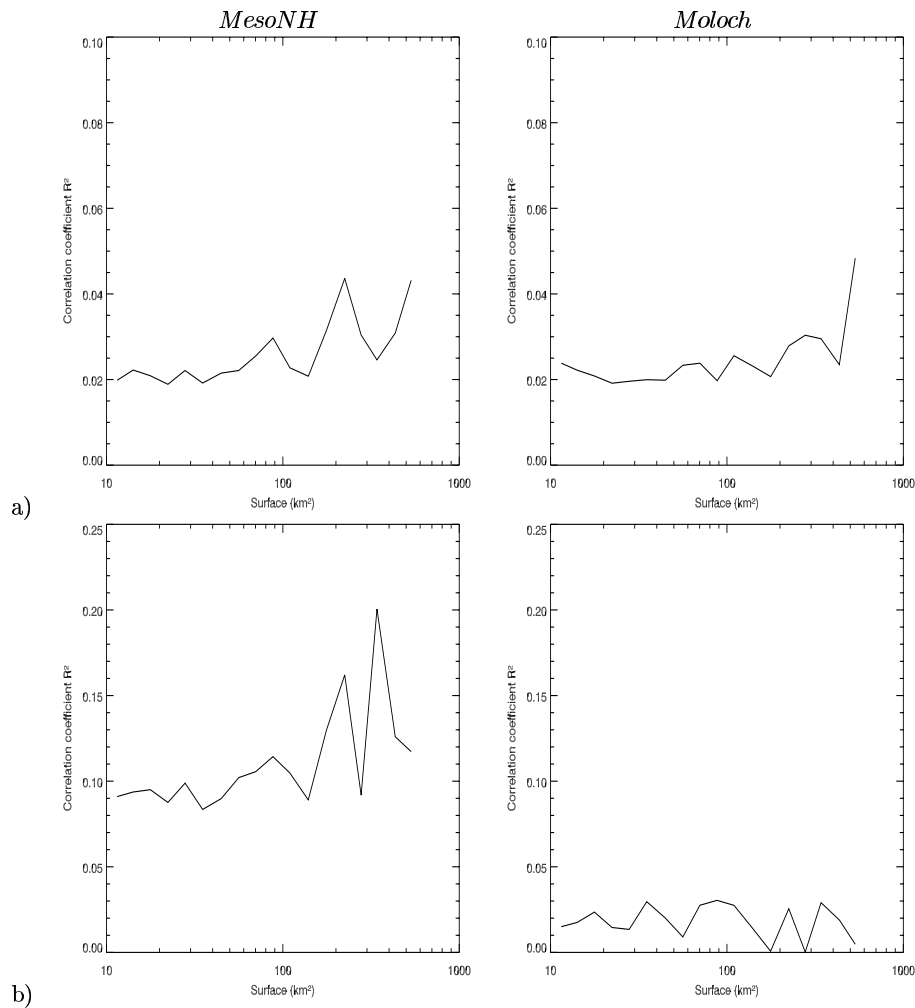 MesoNH Moloch
0.10
0.08
0.06
0.04
0.02
0.00
Correlation coefficient R²
10 100 1000
Surface (km²)
0.10
0.08
0.06
0.04
0.02
0.00
Correlation coefficient R²
10 100 1000
Surface (km²)
a)
0.25
0.20
0.15
0.10
0.05
0.00
Correlation coefficient R²
10 100 1000
Surface (km²)
0.25
0.20
0.15
0.10
0.05
0.00
Correlation coefficient R²
10 100 1000
Surface (km²)
b)